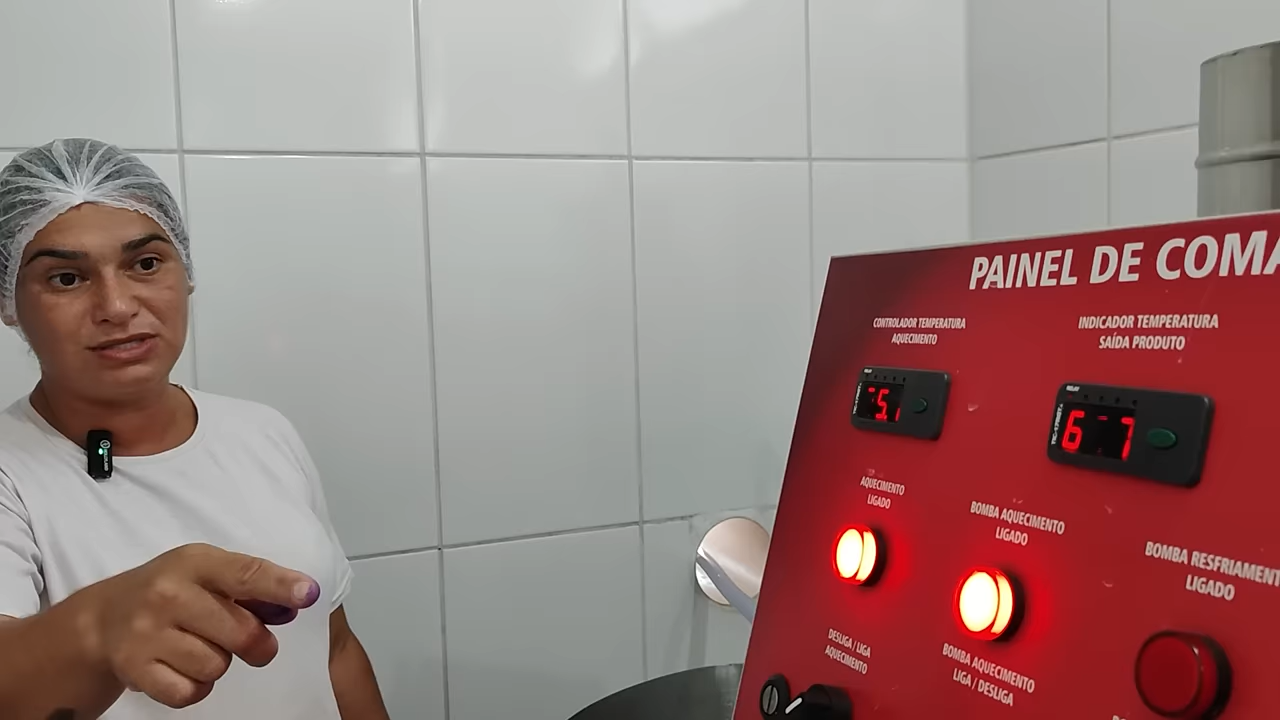 PAINEL DE COMA
CONTROLADOR TEMPERATURA
AQUECIMENTO
INDICADOR TEMPERATURA
SAÍDA PRODUTO
AQUECIMENTO
LIGADO
BOMBA AQUECIMENTO
LIGADO
BOMBA RESFRIAMENT
LIGADO
DESLIGA / LIGA
AQUECIMENTO
BOMBA AQUECIMENTO
LIGA / DESLIGA